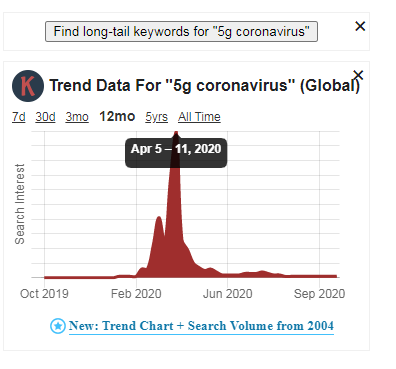 Find long-tail keywords for "5g coronavirus"
✕
✕
K Trend Data For "5g coronavirus" (Global)
7d 30d 3mo 12mo 5yrs All Time
Apr 5 – 11, 2020
Search Interest
Oct 2019 Feb 2020 Jun 2020 Sep 2020
New: Trend Chart + Search Volume from 2004